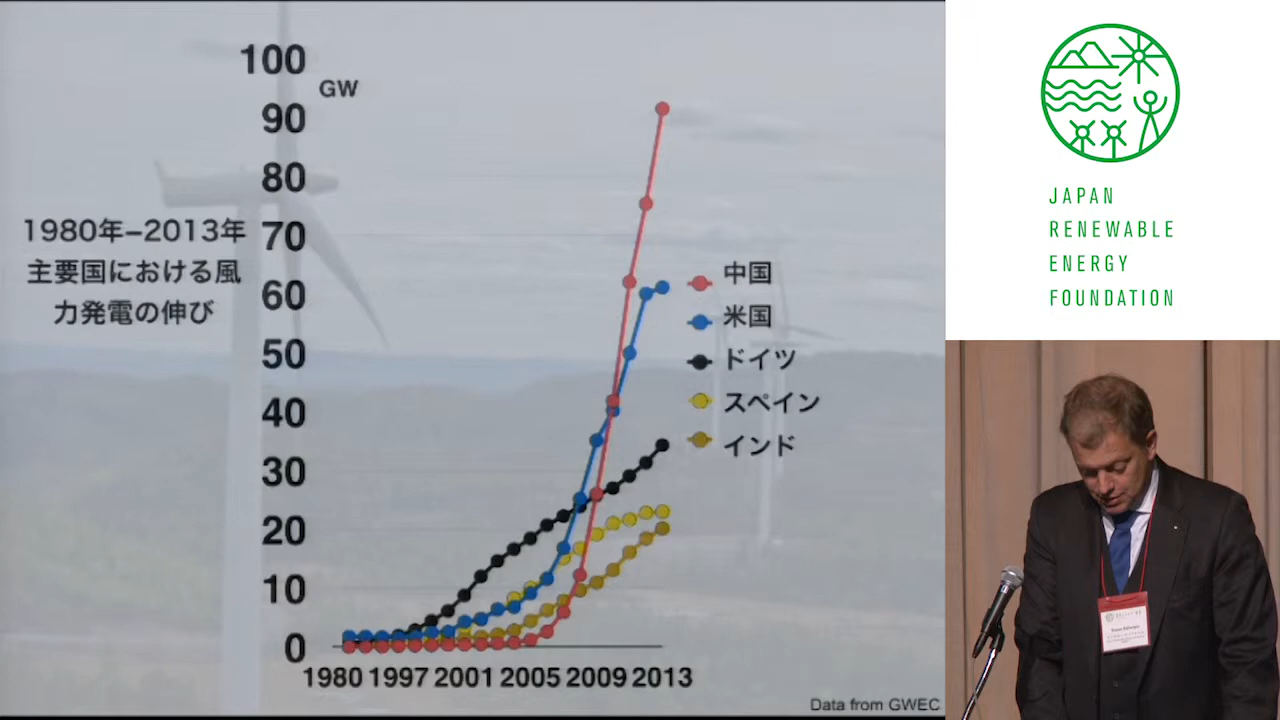 100
GW
90
80
70
60
50
40
30
20
10
0
1980年–2013年
主要国における風
力発電の伸び
中国
米国
ドイツ
スペイン
インド
1980 1997 2001 2005 2009 2013
Data from GWEC
JAPAN
RENEWABLE
ENERGY
FOUNDATION